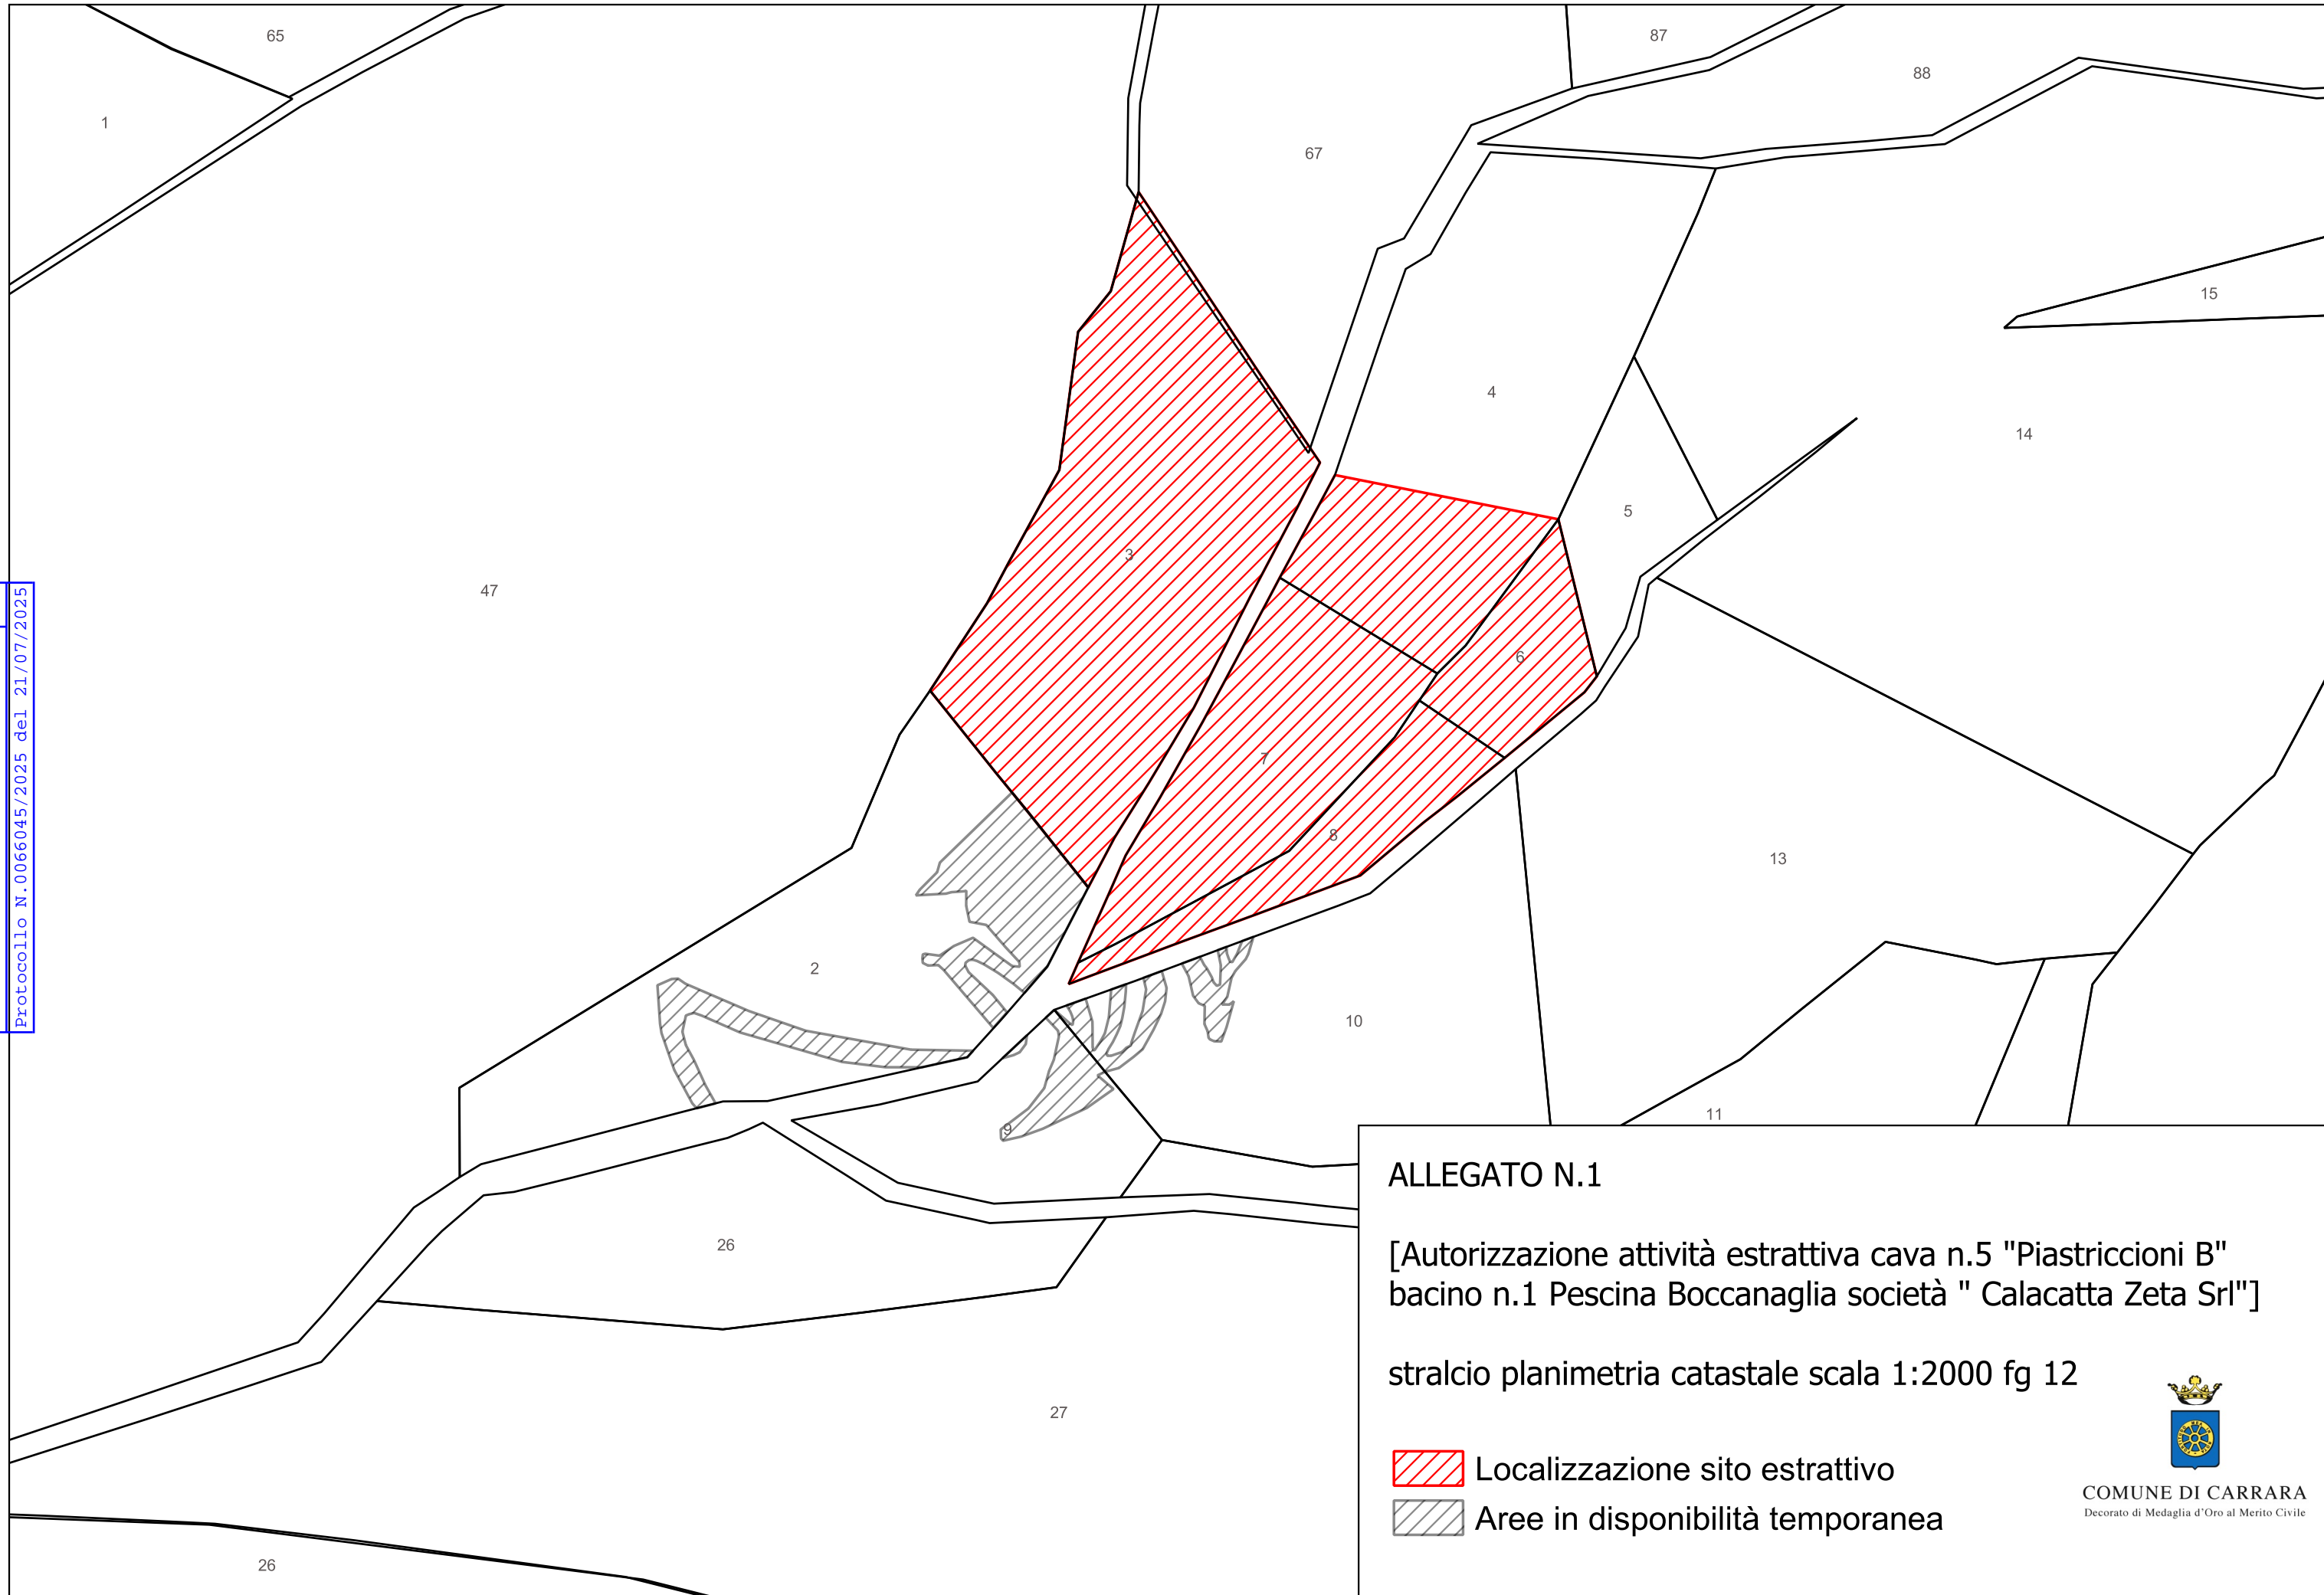 65
87
88
1
67
15
4
14
5
3
47
6
7
8
13
2
10
11
9
26
27
26
Protocollo N.0066045/2025 del 21/07/2025
ALLEGATO N.1
[Autorizzazione attività estrattiva cava n.5 "Piastriccioni B"
bacino n.1 Pescina Boccanaglia società " Calacatta Zeta Srl"]
stralcio planimetria catastale scala 1:2000 fg 12
Localizzazione sito estrattivo
Aree in disponibilità temporanea
COMUNE DI CARRARA
Decorato di Medaglia d'Oro al Merito Civile